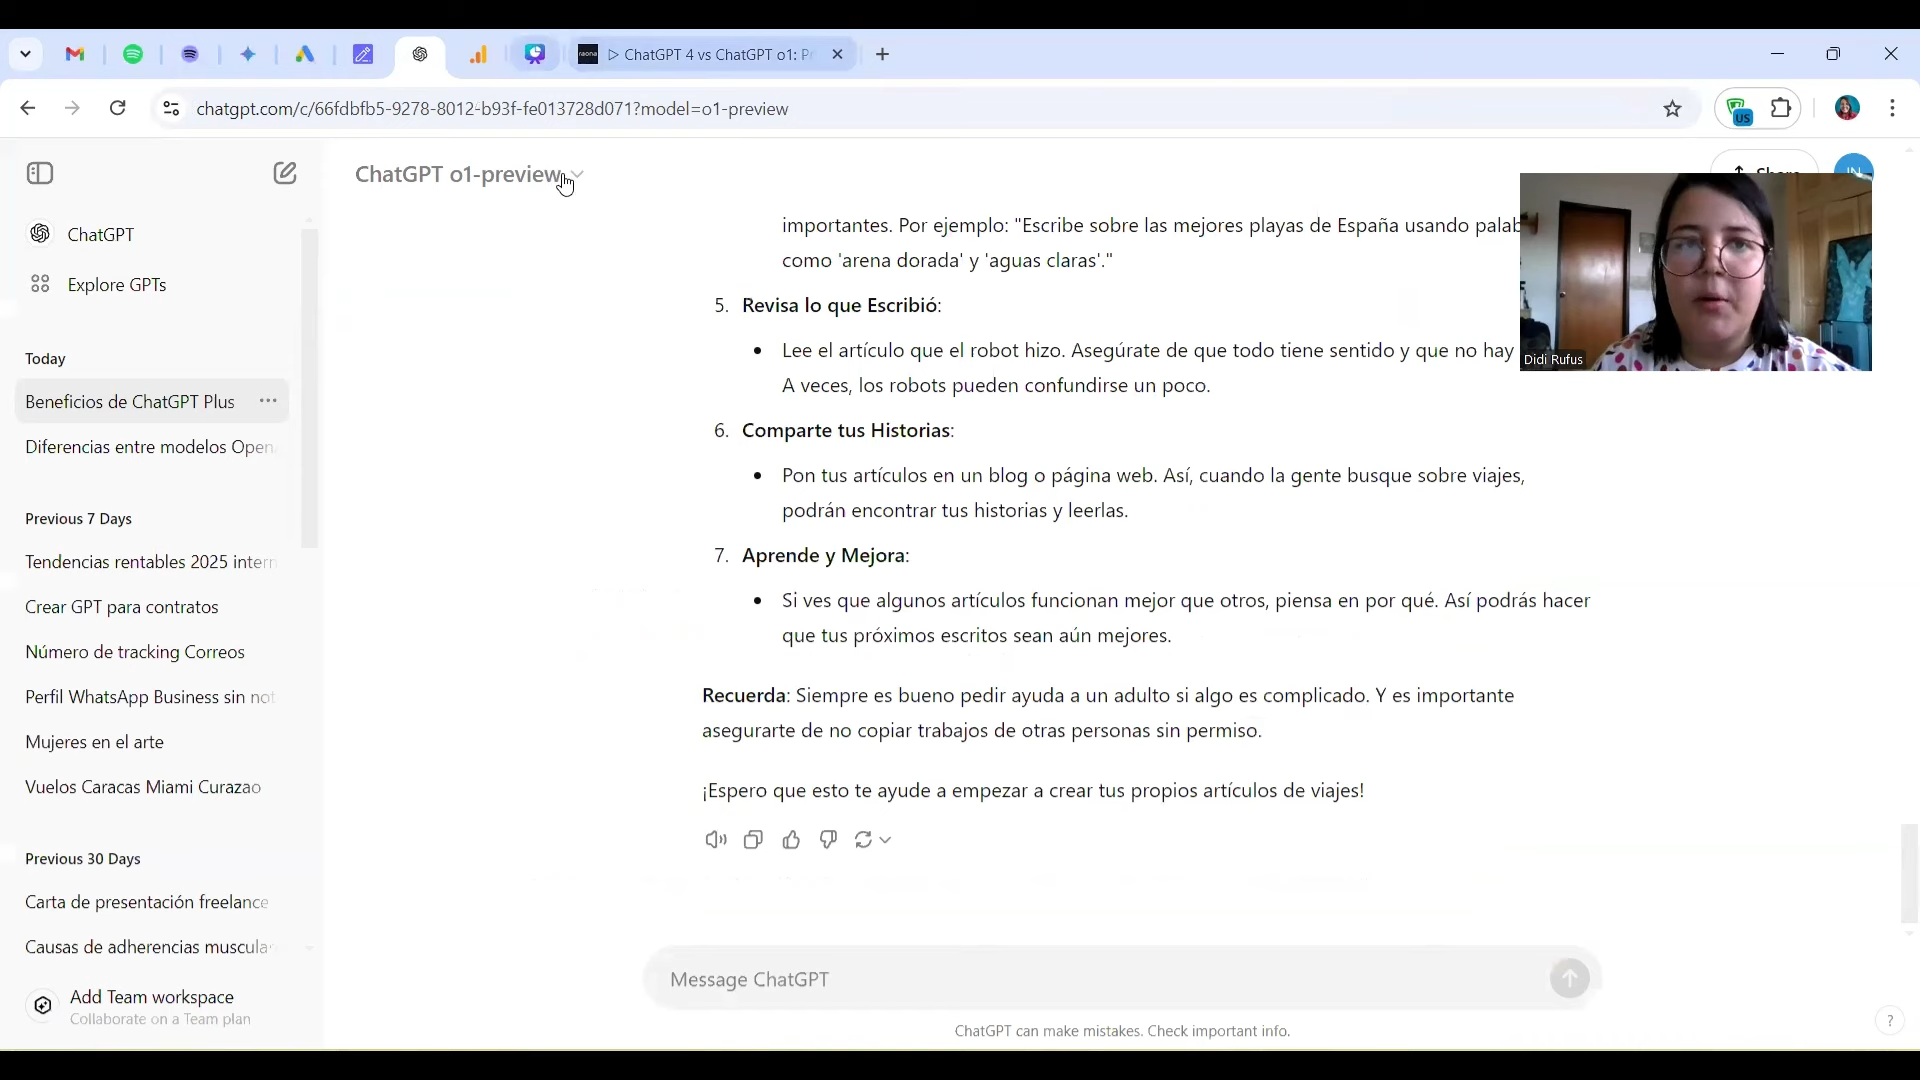 ChatGPT 4 vs ChatGPT o1:
chatgpt.com/c/66fdbfb5-9278-8012-b93f-fe013728d071?model=o1-preview
US
ChatGPT o1-preview
Share
ChatGPT
Explore GPTs
Today
Beneficios de ChatGPT Plus
Diferencias entre modelos
Previous 7 Days
Tendencias rentables 2025
Crear GPT para contratos
Número de tracking Correos
Perfil WhatsApp Business sin
Mujeres en el arte
Vuelos Caracas Miami Curazao
Previous 30 Days
Carta de presentación freelance
Causas de adherencias
Add Team workspace
Collaborate on a Team plan
importantes. Por ejemplo: "Escribe sobre las mejores playas de España usando
como 'arena dorada' y 'aguas claras'."
5. Revisa lo que Escribió:
• Lee el artículo que el robot hizo. Asegúrate de que todo tiene sentido y que no hay
A veces, los robots pueden confundirse un poco.
6. Comparte tus Historias:
• Pon tus artículos en un blog o página web. Así, cuando la gente busque sobre viajes,
podrán encontrar tus historias y leerlas.
7. Aprende y Mejora:
• Si ves que algunos artículos funcionan mejor que otros, piensa en por qué. Así podrás hacer
que tus próximos escritos sean aún mejores.
Recuerda: Siempre es bueno pedir ayuda a un adulto si algo es complicado. Y es importante
asegurarte de no copiar trabajos de otras personas sin permiso.
¡Espero que esto te ayude a empezar a crear tus propios artículos de viajes!
Message ChatGPT
ChatGPT can make mistakes. Check important info.
?
Didi Rufus